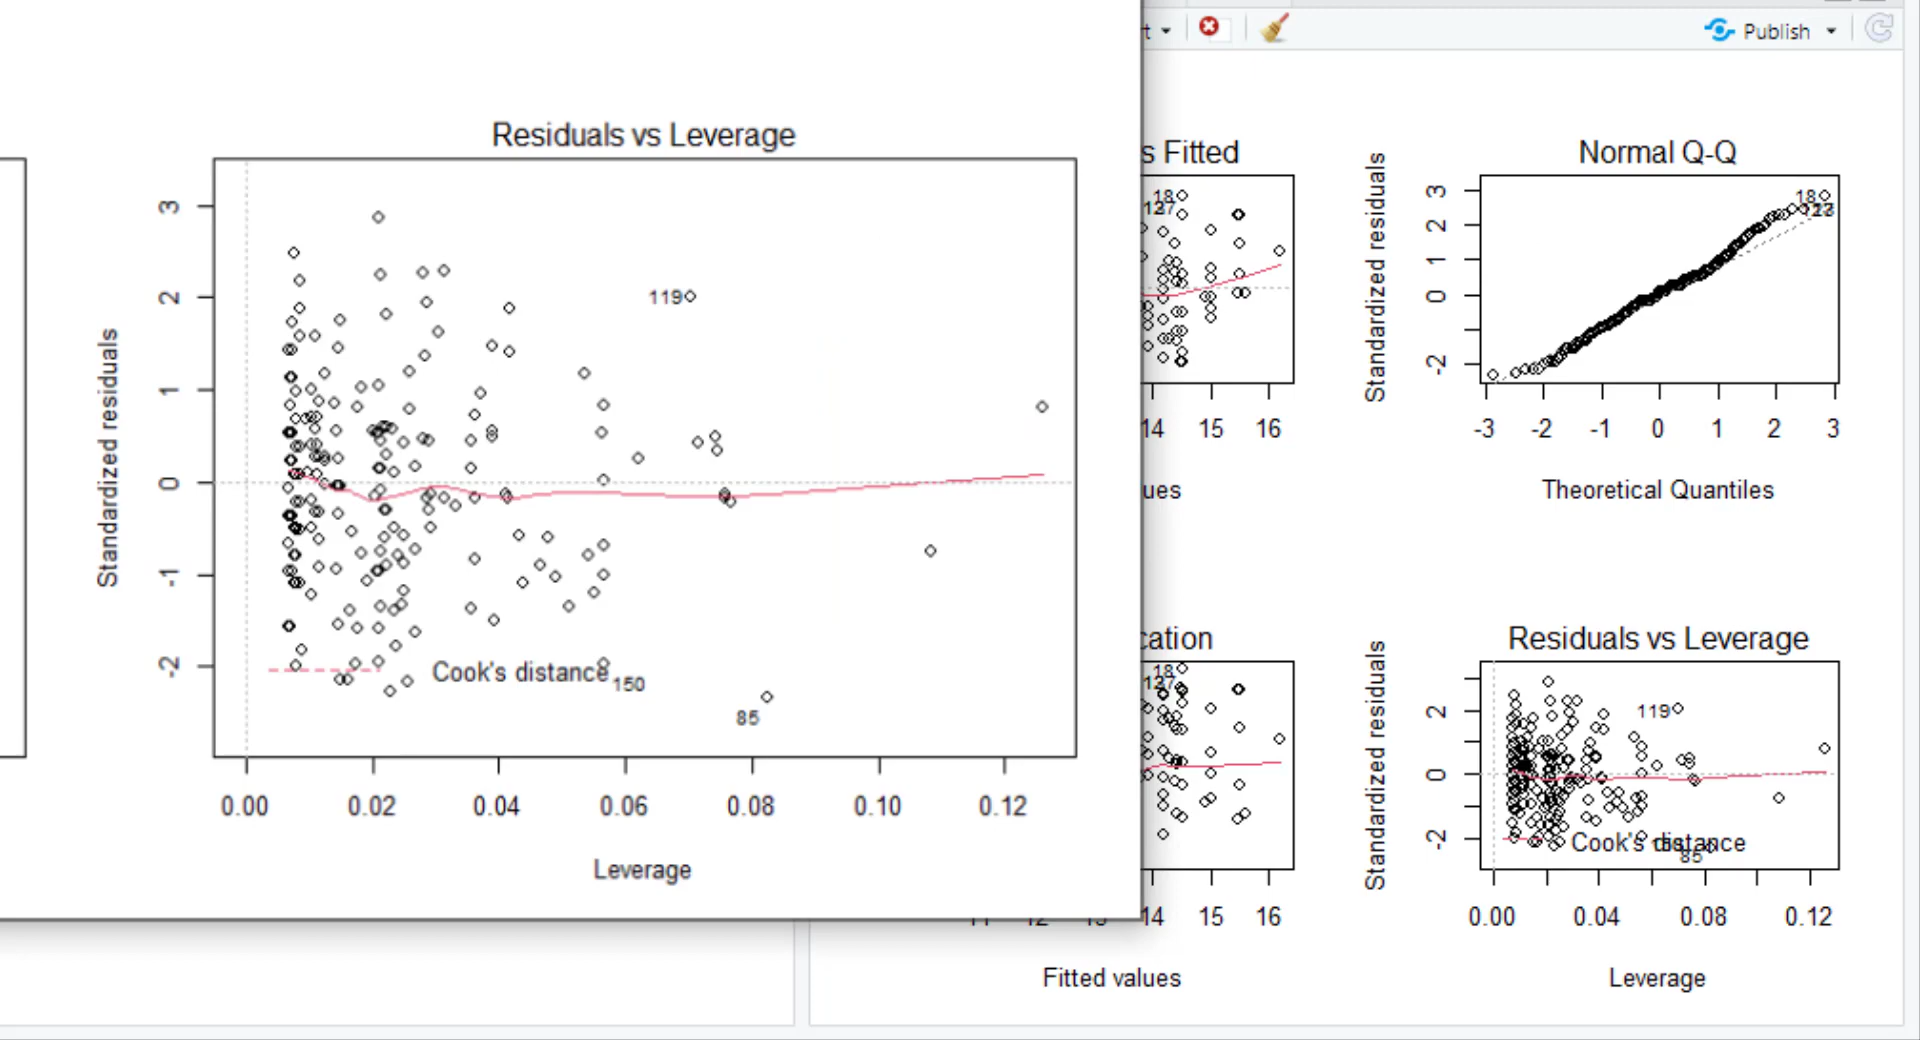 Publish
Residuals vs Leverage
3
2
1
0
-1
-2
Standardized residuals
119
Cook's distance
150
85
0.00 0.02 0.04 0.06 0.08 0.10 0.12
Leverage
s Fitted
18
14 15 16
ues
Normal Q-Q
3
2
1
0
-2
Standardized residuals
18
-3 -2 -1 0 1 2 3
Theoretical Quantiles
cation
18
14 15 16
Fitted values
Residuals vs Leverage
2
0
-2
Standardized residuals
119
Cook's distance
85
0.00 0.04 0.08 0.12
Leverage